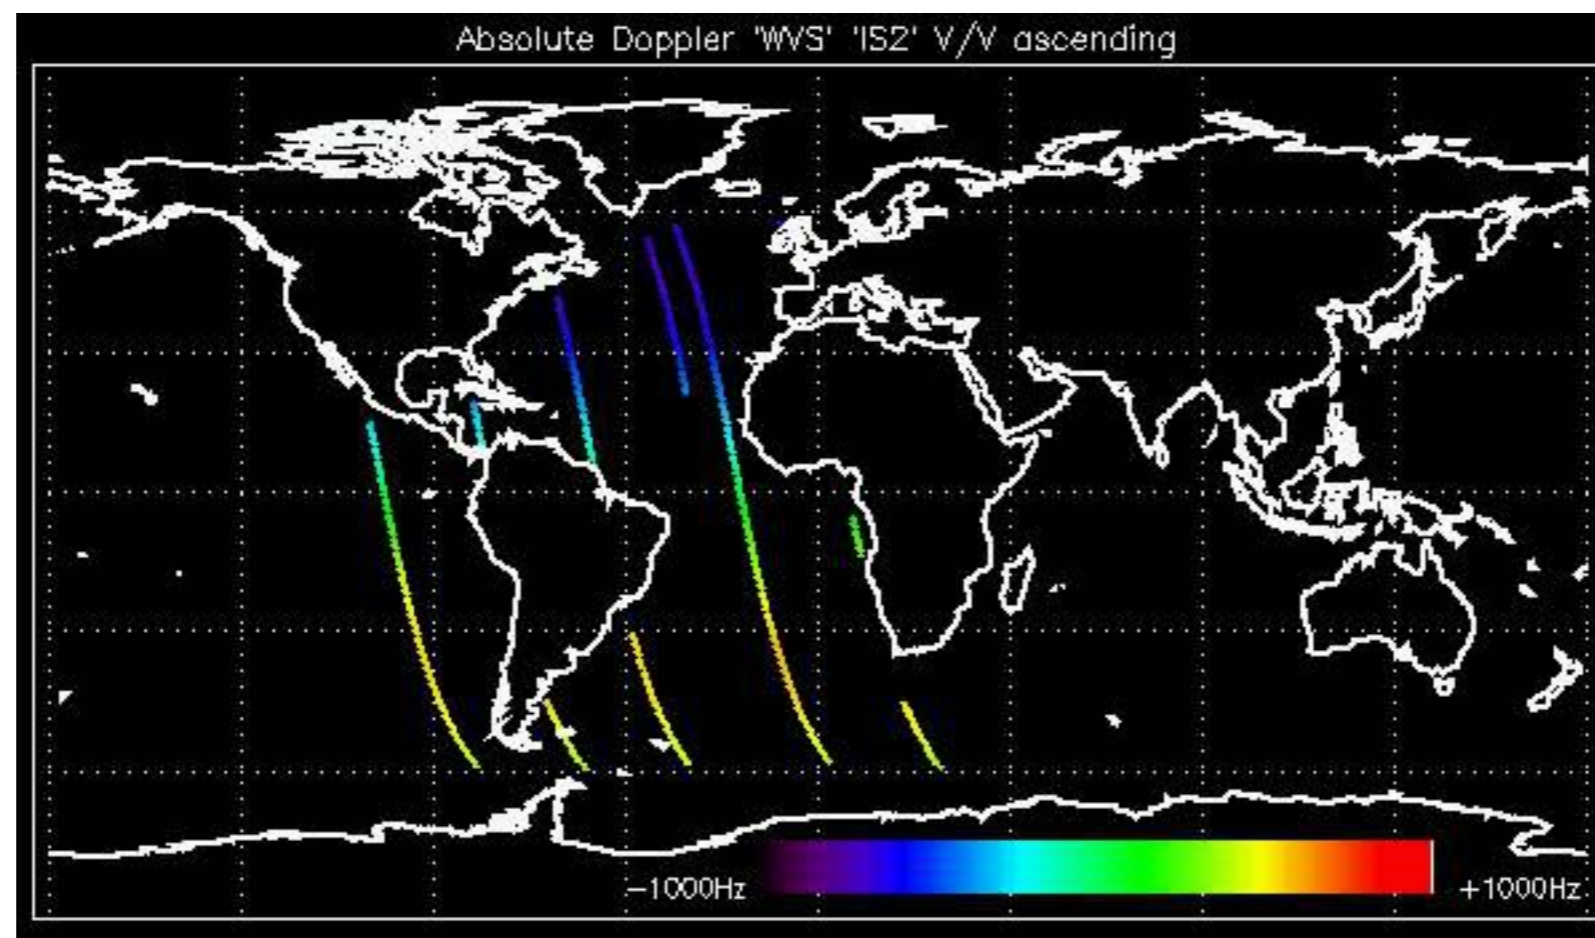 Absolute Doppler 'WVS' 'IS2' V/V ascending
-1000Hz +1000Hz